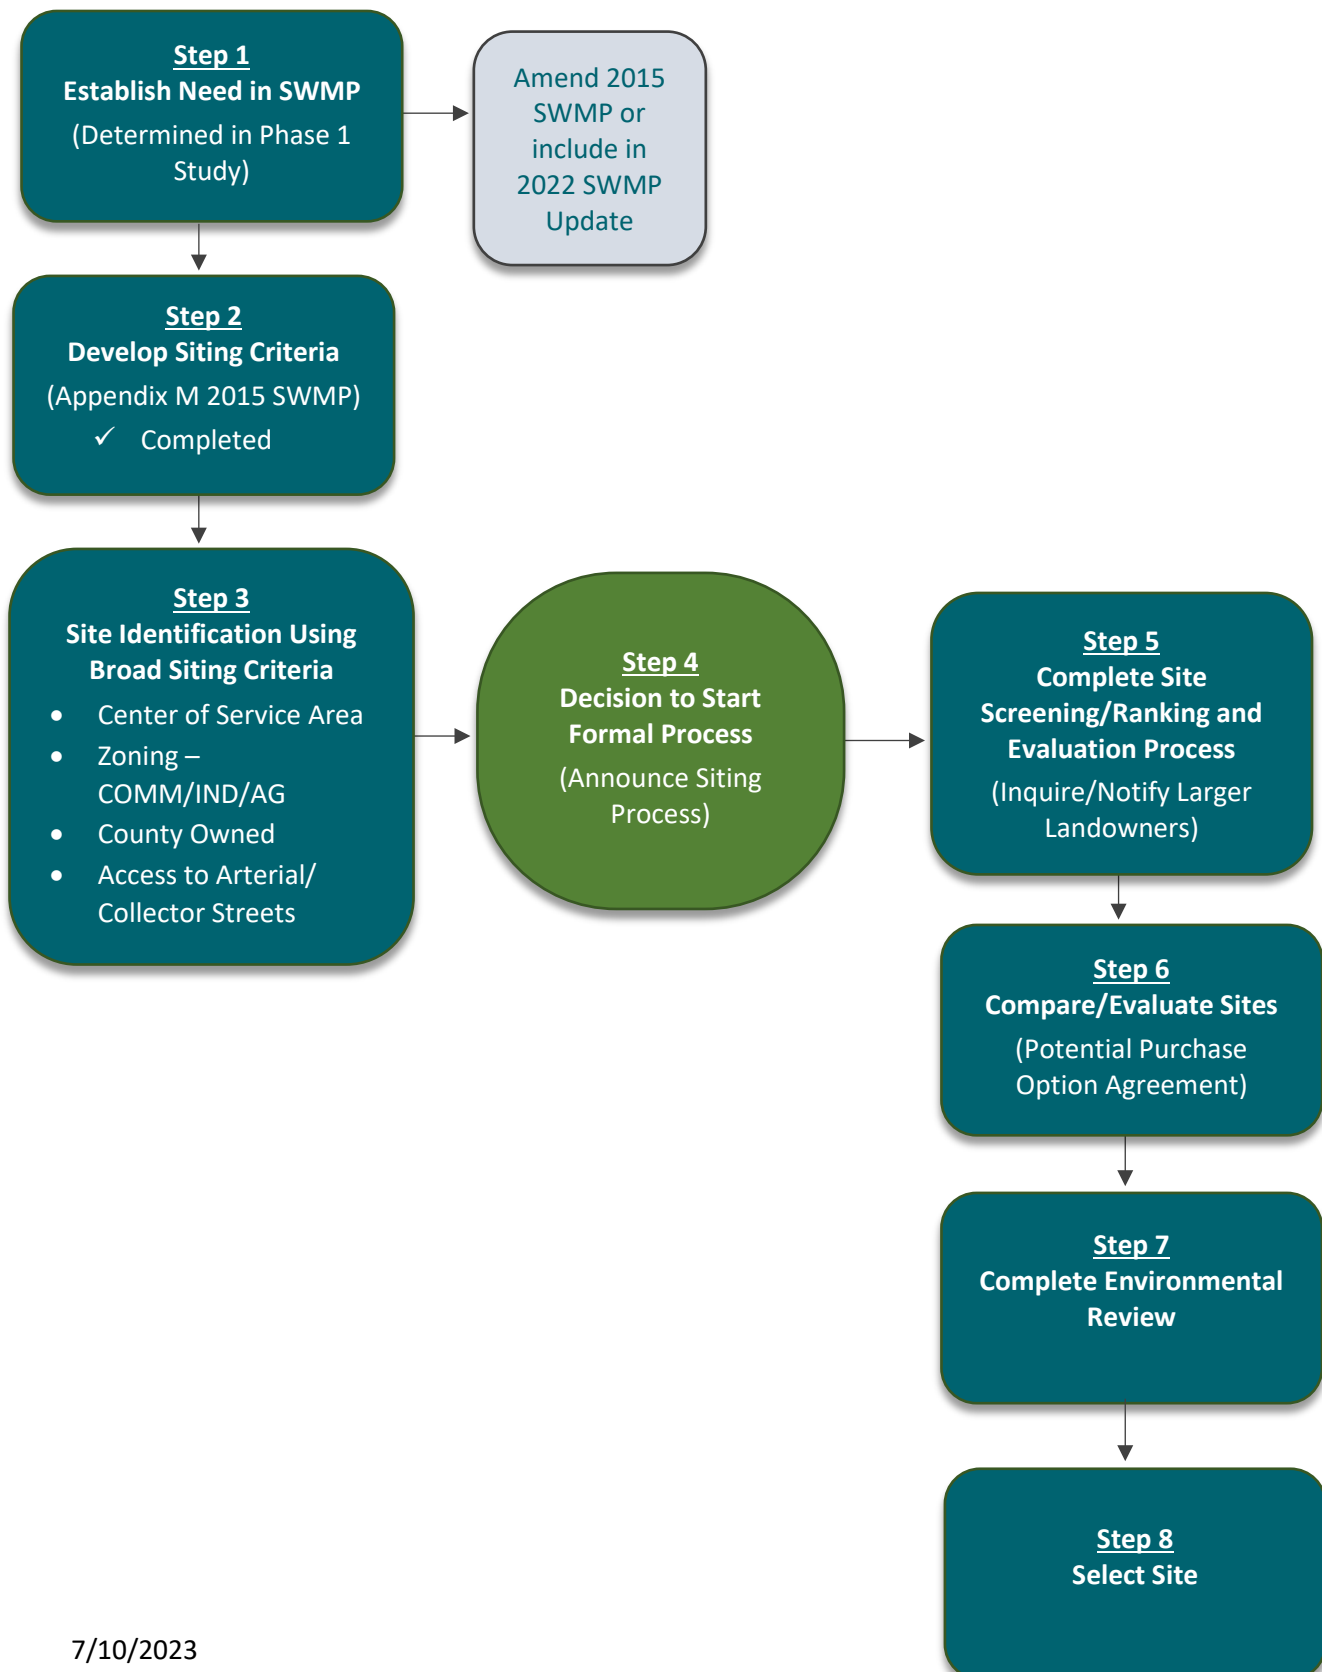 Step 1
Establish Need in SWMP
(Determined in Phase 1
Study)
Amend 2015
SWMP or
include in
2022 SWMP
Update
Step 2
Develop Siting Criteria
(Appendix M 2015 SWMP)
✓ Completed
Step 3
Site Identification Using
Broad Siting Criteria
• Center of Service Area
• Zoning –
COMM/IND/AG
• County Owned
• Access to Arterial/
Collector Streets
Step 4
Decision to Start
Formal Process
(Announce Siting
Process)
Step 5
Complete Site
Screening/Ranking and
Evaluation Process
(Inquire/Notify Larger
Landowners)
Step 6
Compare/Evaluate Sites
(Potential Purchase
Option Agreement)
Step 7
Complete Environmental
Review
Step 8
Select Site
7/10/2023